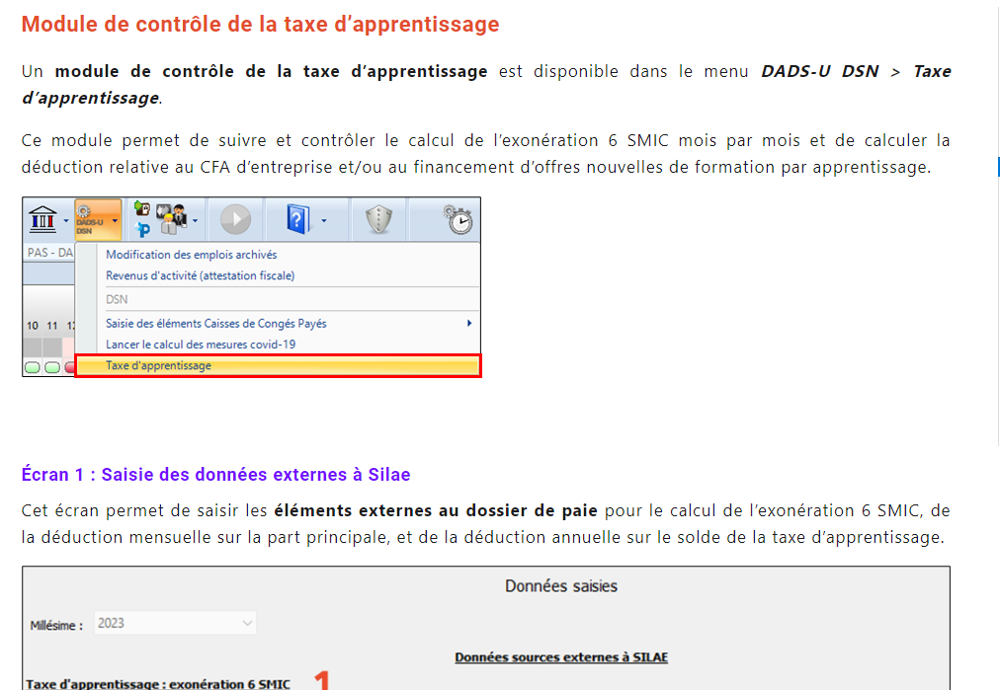 Module de contrôle de la taxe d’apprentissage
Un module de contrôle de la taxe d’apprentissage est disponible dans le menu DADS-U DSN > Taxe
d’apprentissage.
Ce module permet de suivre et contrôler le calcul de l’exonération 6 SMIC mois par mois et de calculer la
déduction relative au CFA d’entreprise et/ou au financement d’offres nouvelles de formation par apprentissage.
DADS-U
DSN
PAS - DA
Modification des emplois archivés
Revenus d'activité (attestation fiscale)
DSN
10 11
Saisie des éléments Caisses de Congés Payés
Lancer le calcul des mesures covid-19
Taxe d'apprentissage
Écran 1 : Saisie des données externes à Silae
Cet écran permet de saisir les éléments externes au dossier de paie pour le calcul de l’exonération 6 SMIC, de
la déduction mensuelle sur la part principale, et de la déduction annuelle sur le solde de la taxe d’apprentissage.
Données saisies
Millésime : 2023
Données sources externes à SILAE
Taxe d'apprentissage : exonération 6 SMIC 1